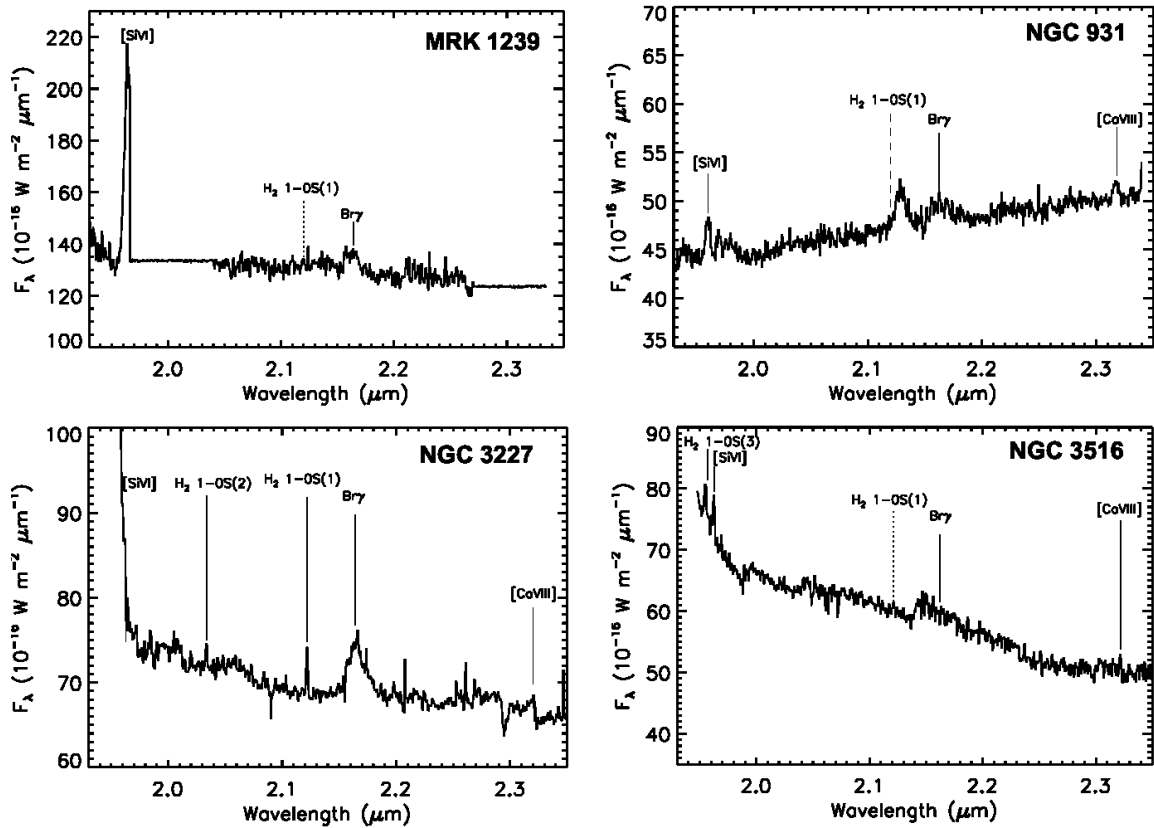 MRK 1239
[SiVI]
H₂ 1-0S(1)
Brγ
220
200
180
160
140
120
100
F_λ (10⁻¹⁵ W m⁻² μm⁻¹)
2.0 2.1 2.2 2.3
Wavelength (μm)
NGC 931
H₂ 1-0S(1)
Brγ
[CaVIII]
[SiVI]
70
65
60
55
50
45
40
35
F_λ (10⁻¹⁵ W m⁻² μm⁻¹)
2.0 2.1 2.2 2.3
Wavelength (μm)
NGC 3227
[SiVI] H₂ 1-0S(2) H₂ 1-0S(1)
Brγ
[CaVIII]
100
90
80
70
60
F_λ (10⁻¹⁵ W m⁻² μm⁻¹)
2.0 2.1 2.2 2.3
Wavelength (μm)
NGC 3516
H₂ 1-0S(3)
[SiVI]
H₂ 1-0S(1)
Brγ
[CaVIII]
90
80
70
60
50
40
F_λ (10⁻¹⁵ W m⁻² μm⁻¹)
2.0 2.1 2.2 2.3
Wavelength (μm)